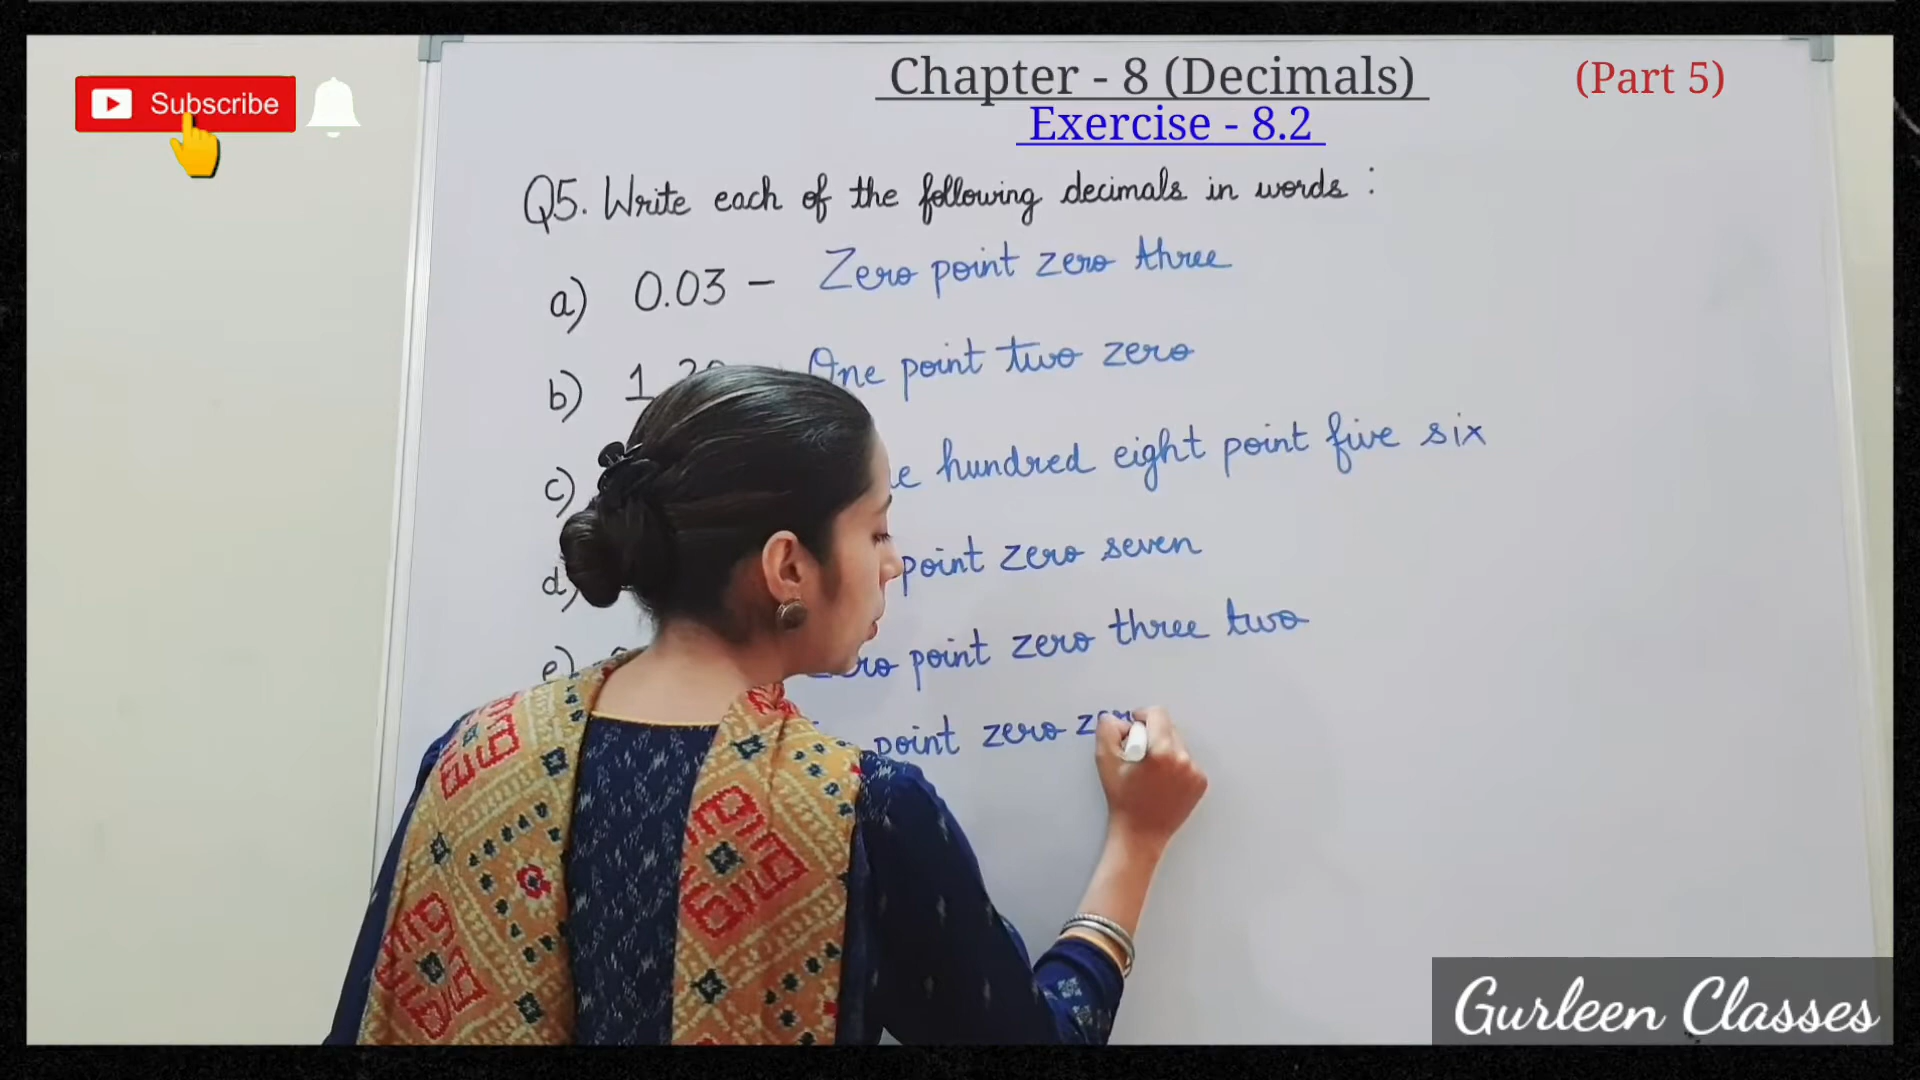 Subscribe
Chapter - 8 (Decimals)
(Part 5)
Exercise - 8.2
Q5. Write each of the following decimals in words :
a) 0.03 - Zero point zero three
b) One point two zero
c) hundred eight point five six
d) point zero seven
e) point zero three two
point zero
Gurleen Classes